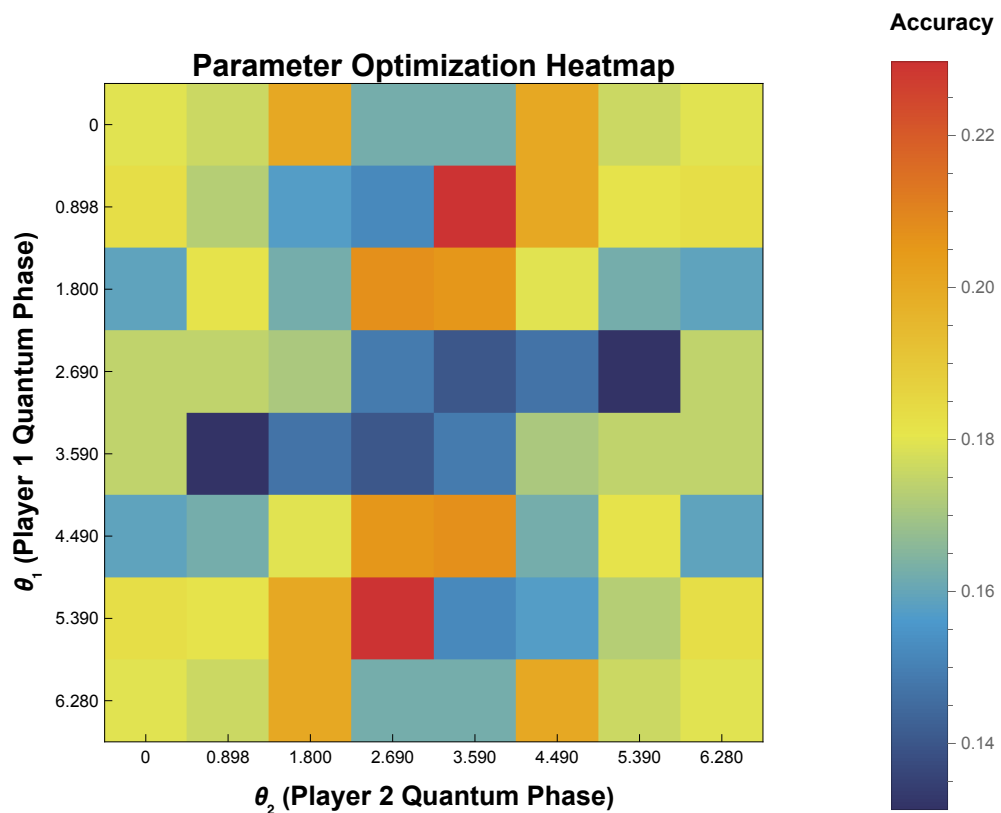 Accuracy
Parameter Optimization Heatmap
0
0.898
1.800
2.690
3.590
4.490
5.390
6.280
θ₁ (Player 1 Quantum Phase)
0 0.898 1.800 2.690 3.590 4.490 5.390 6.280
θ₂ (Player 2 Quantum Phase)
0.22
0.20
0.18
0.16
0.14